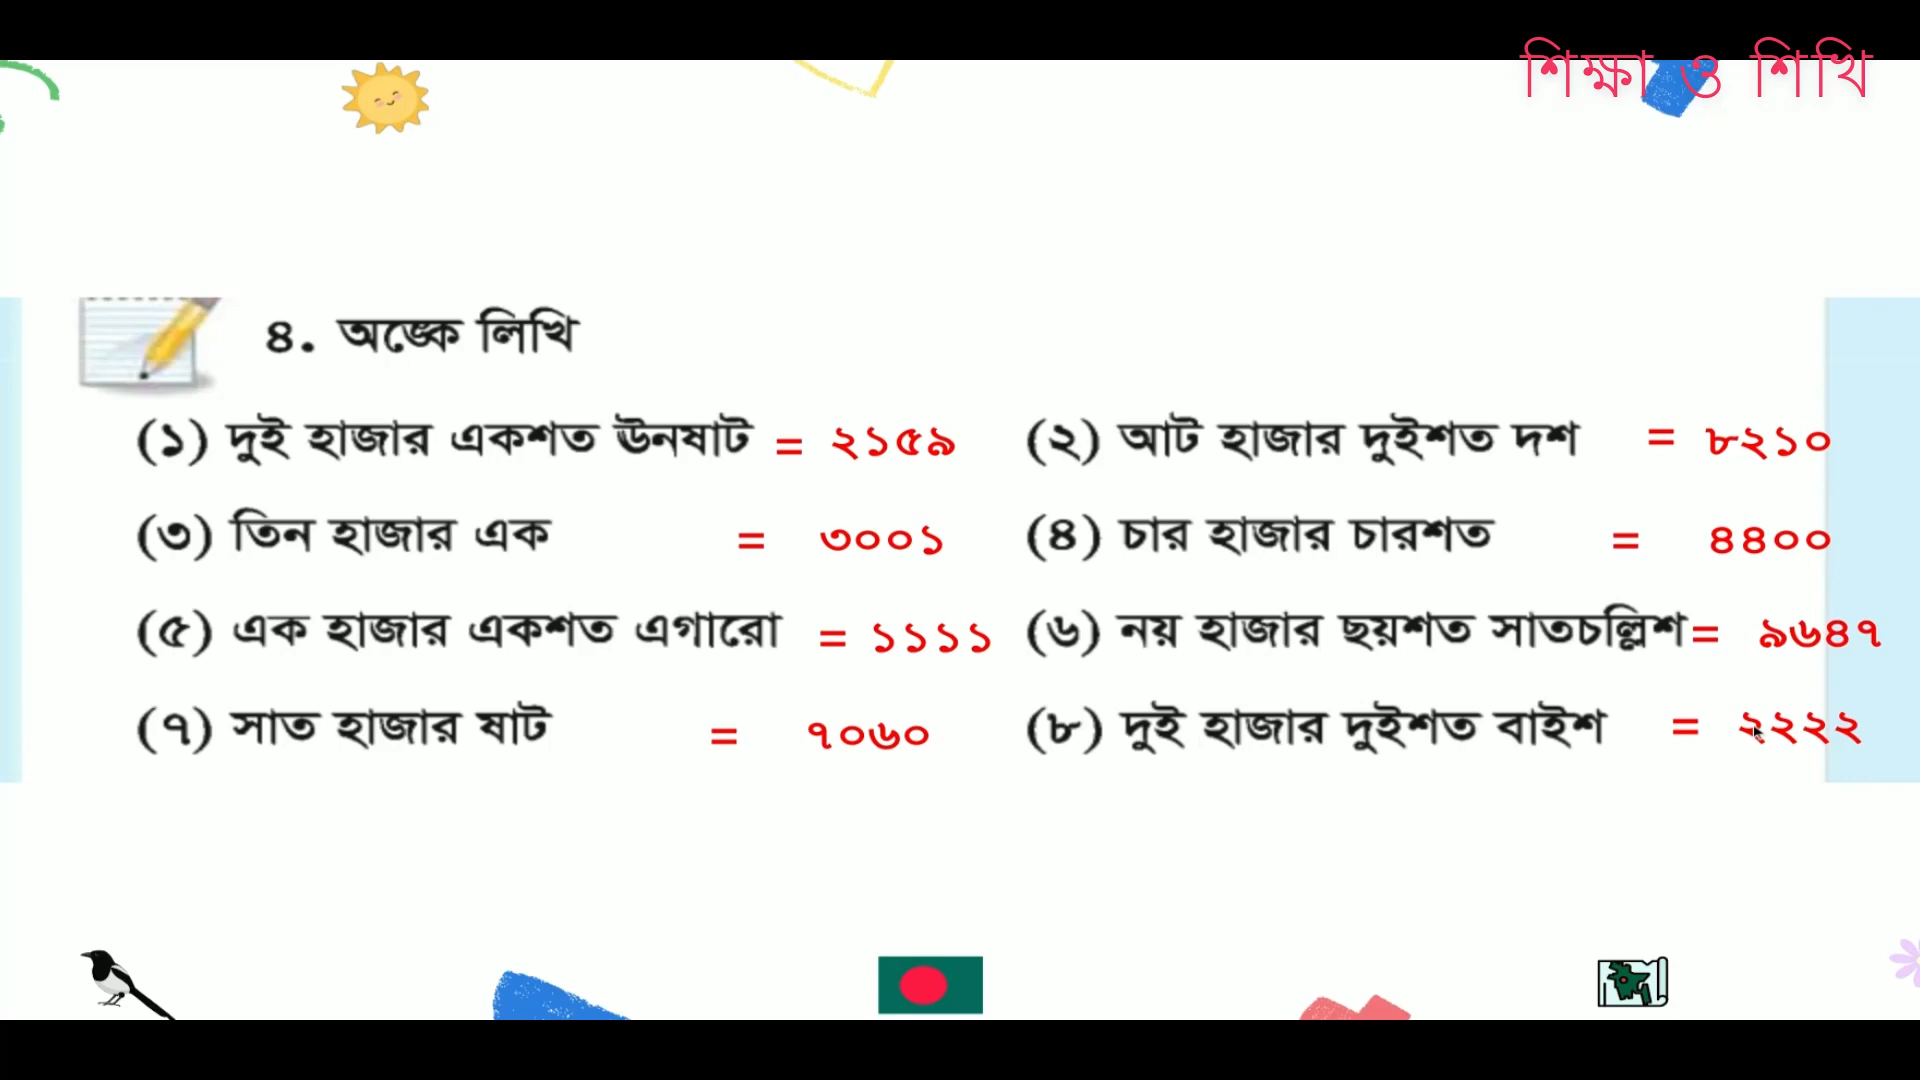 শিক্ষা ও শিখি
৪. অঙ্কে লিখি
(১) দুই হাজার একশত ঊনষাট = ২১৫৯ (২) আট হাজার দুইশত দশ = ৮২১০
(৩) তিন হাজার এক = ৩০০১ (৪) চার হাজার চারশত = ৪৪০০
(৫) এক হাজার একশত এগারো = ১১১১ (৬) নয় হাজার ছয়শত সাতচল্লিশ = ৯৬৪৭
(৭) সাত হাজার ষাট = ৭০৬০ (৮) দুই হাজার দুইশত বাইশ = ২২২২